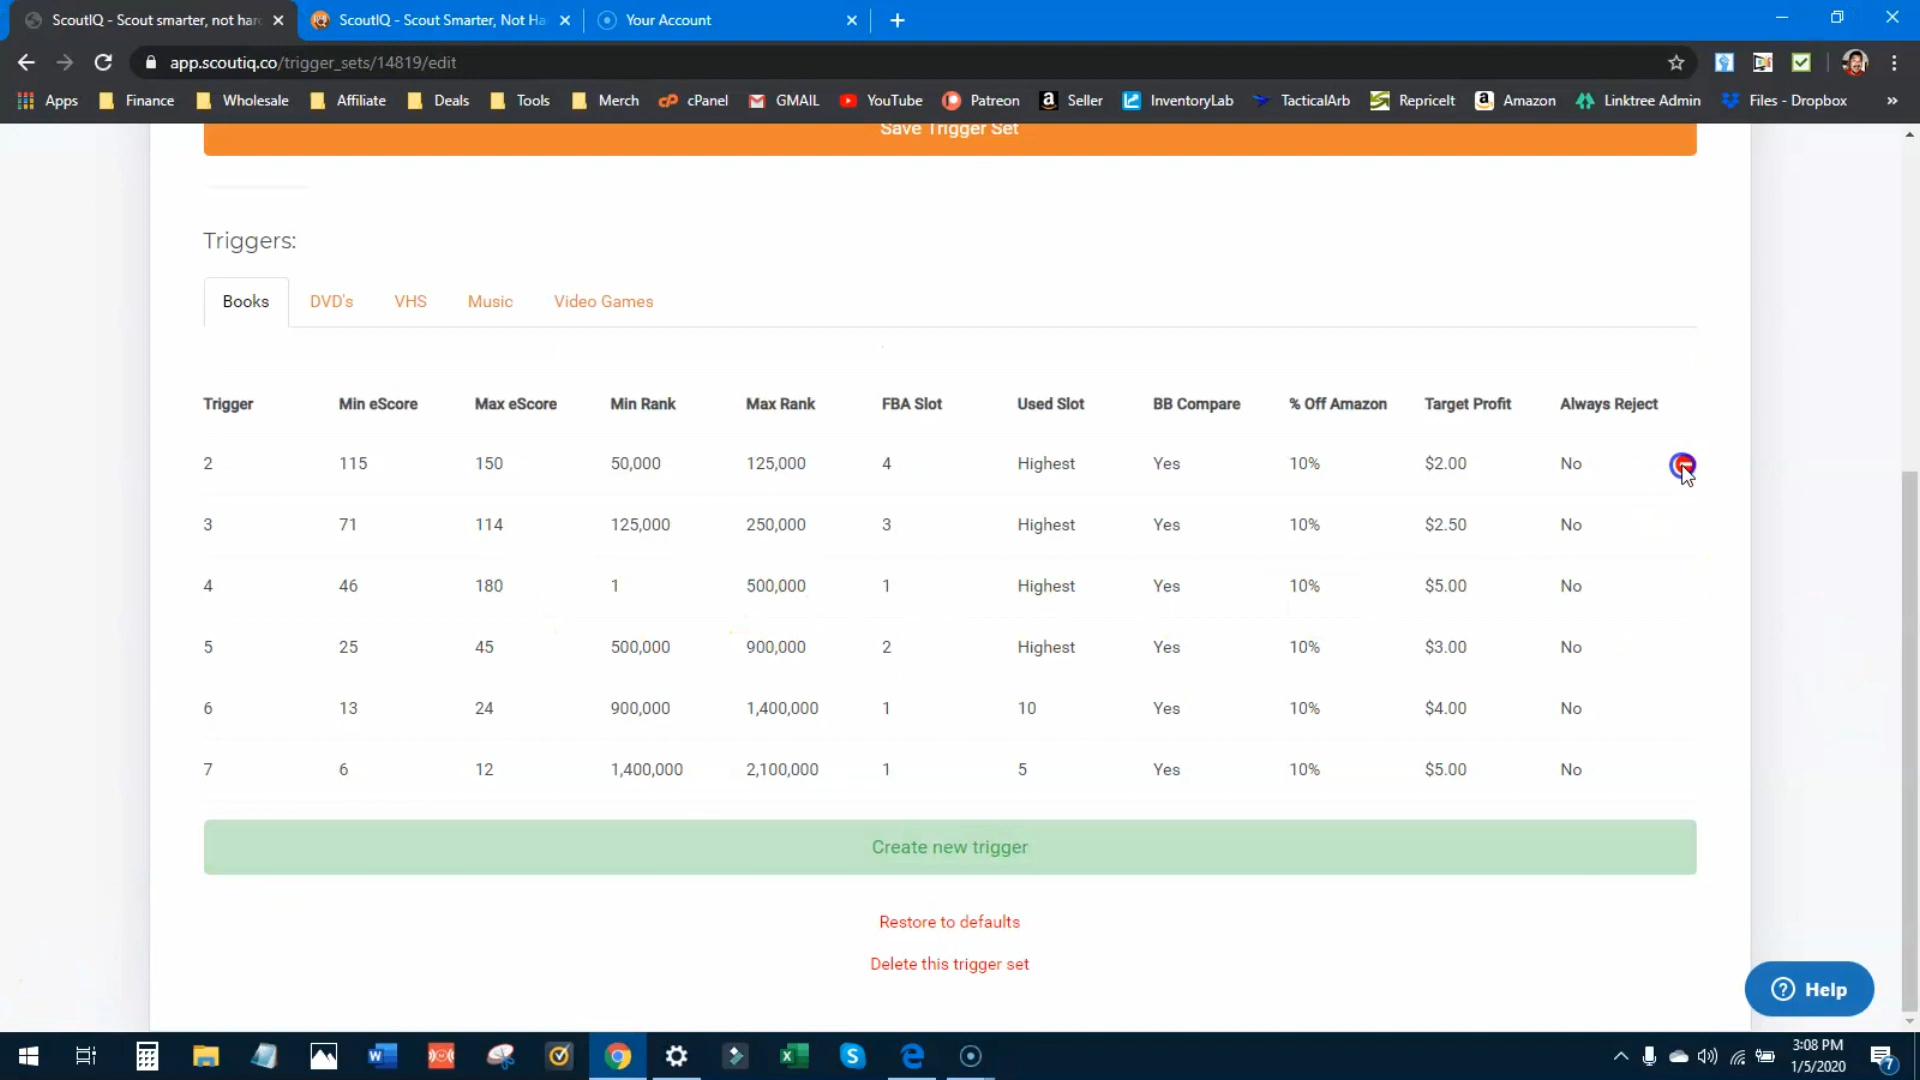 ScoutIQ - Scout smarter, not har
ScoutIQ - Scout Smarter, Not Ha
Your Account
app.scoutiq.co/trigger_sets/14819/edit
Apps Finance Wholesale Affiliate Deals Tools Merch cPanel GMAIL YouTube Patreon Seller InventoryLab TacticalArb RepriceIt Amazon Linktree Admin Files - Dropbox »
Save Trigger Set
Triggers:
Books DVD's VHS Music Video Games
Trigger Min eScore Max eScore Min Rank Max Rank FBA Slot Used Slot BB Compare % Off Amazon Target Profit Always Reject
2 115 150 50,000 125,000 4 Highest Yes 10% $2.00 No
3 71 114 125,000 250,000 3 Highest Yes 10% $2.50 No
4 46 180 1 500,000 1 Highest Yes 10% $5.00 No
5 25 45 500,000 900,000 2 Highest Yes 10% $3.00 No
6 13 24 900,000 1,400,000 1 10 Yes 10% $4.00 No
7 6 12 1,400,000 2,100,000 1 5 Yes 10% $5.00 No
Create new trigger
Restore to defaults
Delete this trigger set
Help
3:08 PM
1/5/2020
7